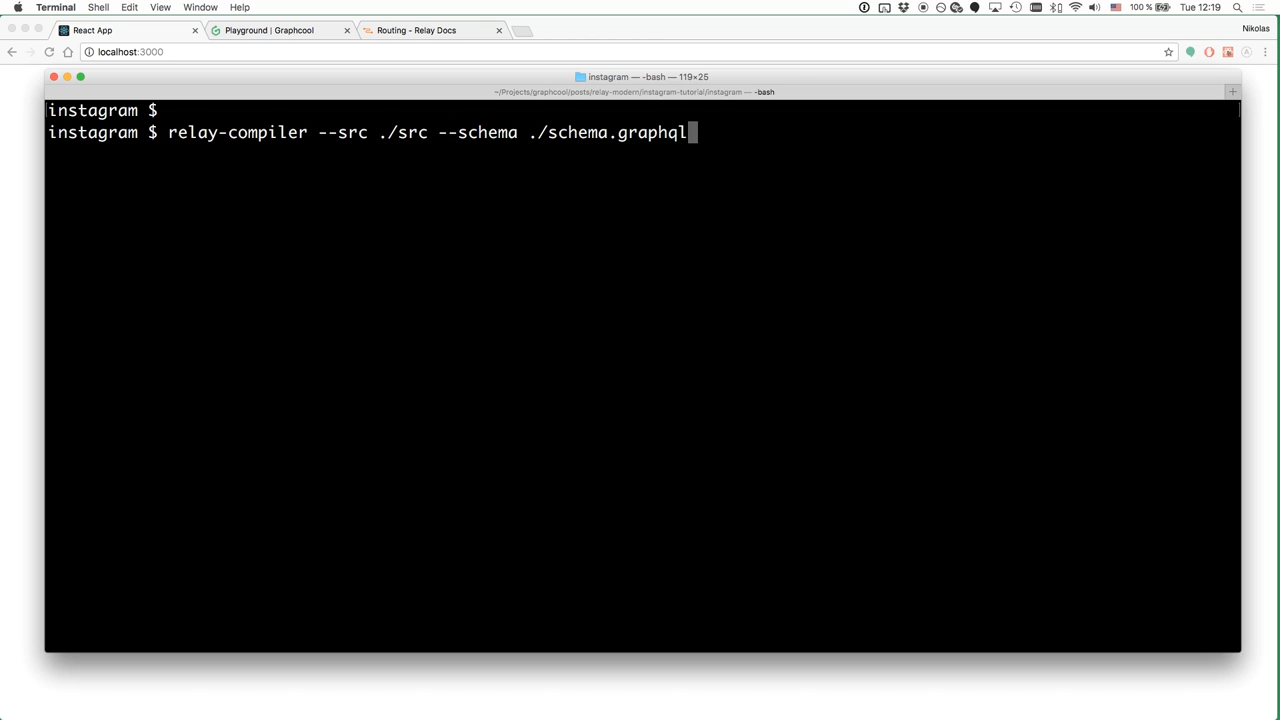 Terminal Shell Edit View Window Help 100 % Tue 12:19
React App Playground | Graphcool Routing - Relay Docs Nikolas
localhost:3000
instagram — -bash — 119×25
~/Projects/graphcool/posts/relay-modern/instagram-tutorial/instagram — -bash
instagram $
instagram $ relay-compiler --src ./src --schema ./schema.graphql